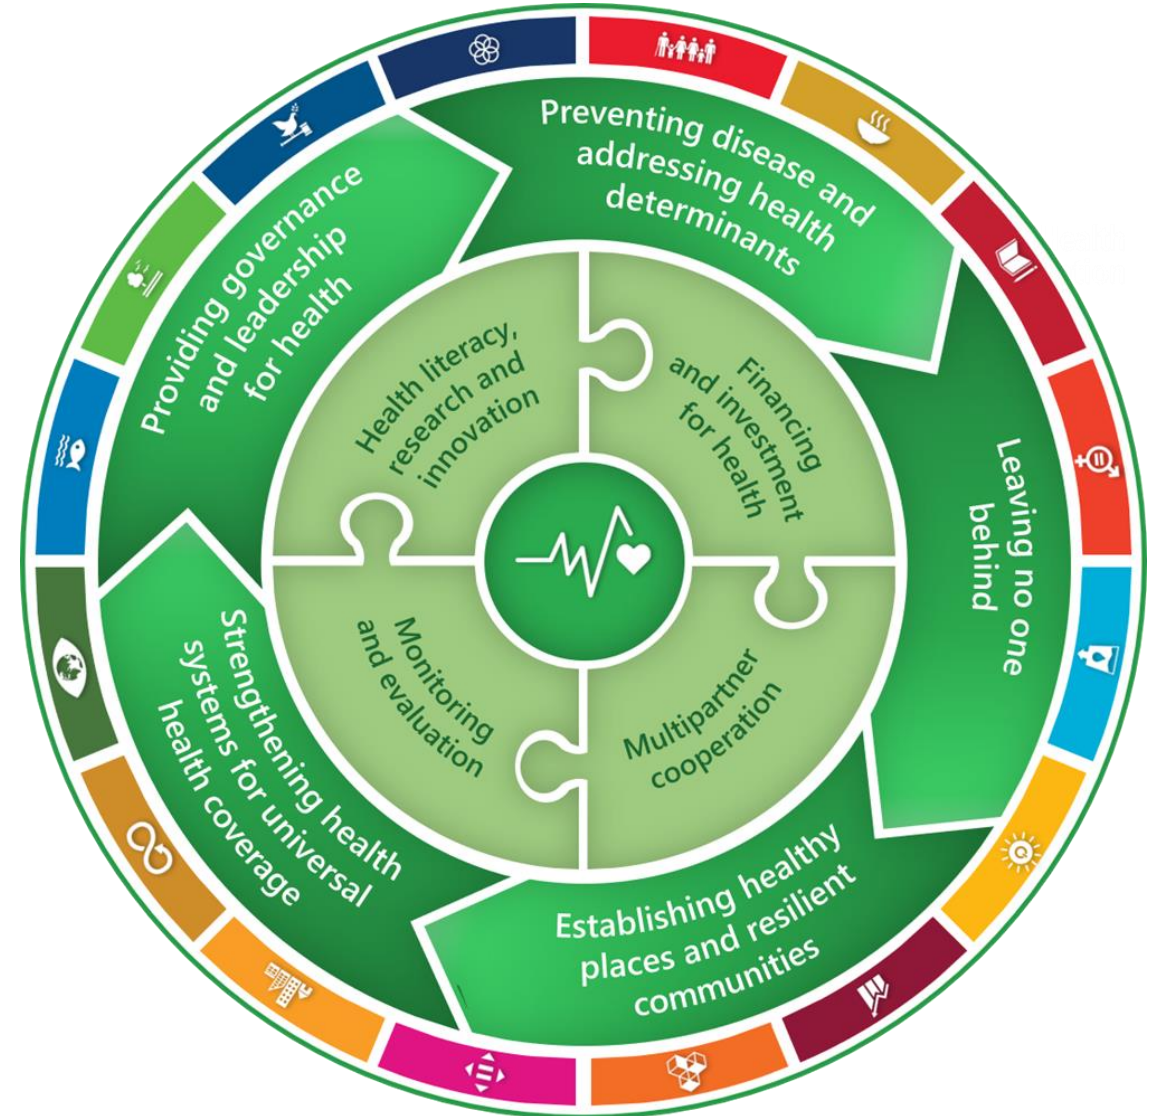 Preventing disease and
addressing health
determinants
Leaving no one
behind
Establishing healthy
places and resilient
communities
Strengthening health
systems for universal
health coverage
Providing governance
and leadership
for health
Health literacy,
research and
innovation
Financing
and investment
for health
Multipartner
cooperation
Monitoring
and evaluation